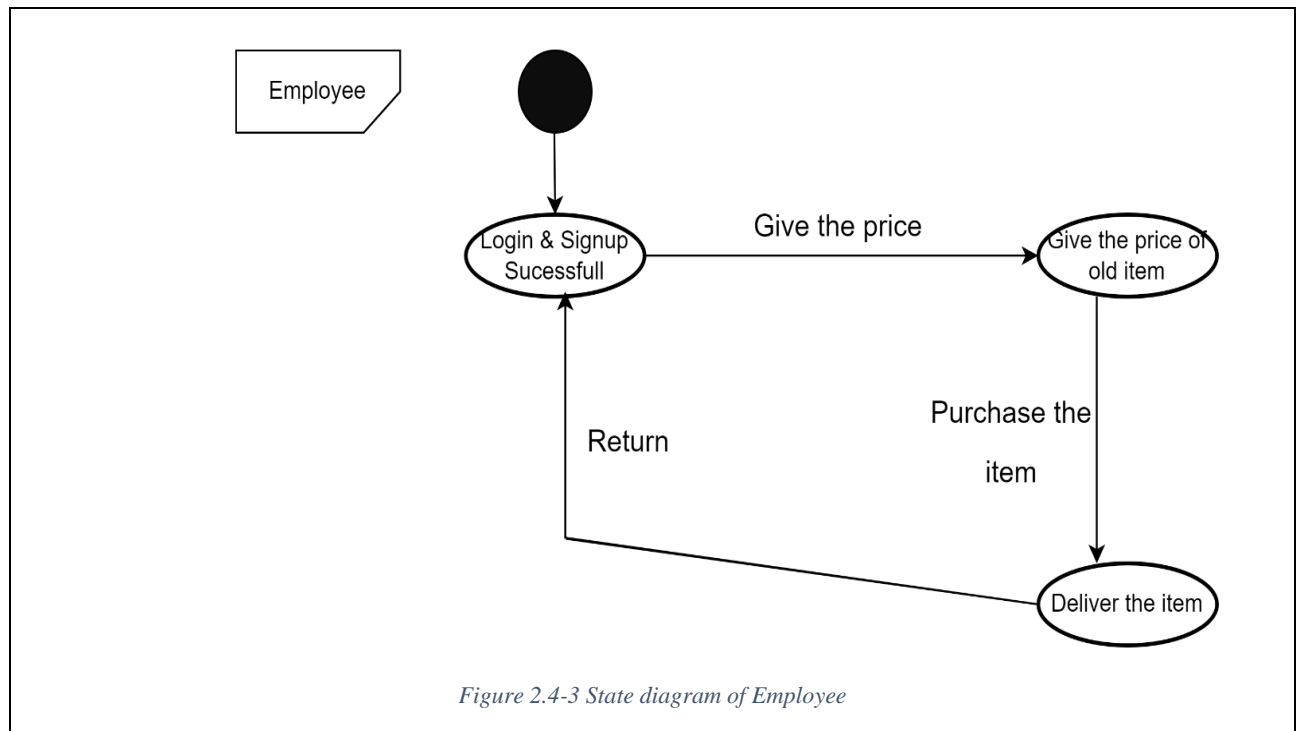 Employee
Login & Signup
Sucessfull
Give the price
Give the price of
old item
Purchase the
item
Return
Deliver the item
Figure 2.4-3 State diagram of Employee